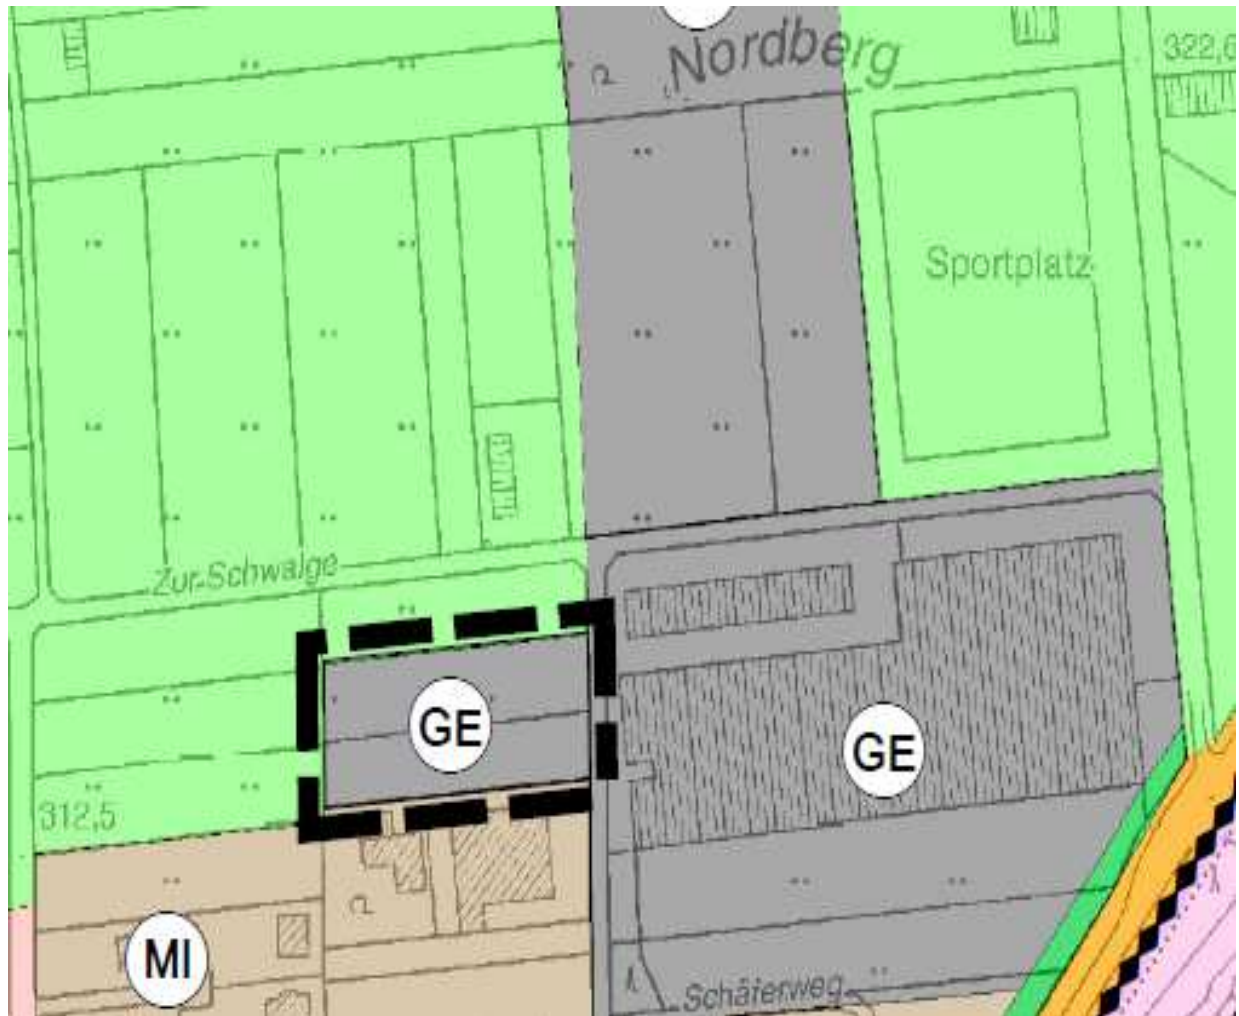 Nordberg
322,6
Sportplatz
Zur Schwalge
GE
GE
312,5
MI
Schäferweg